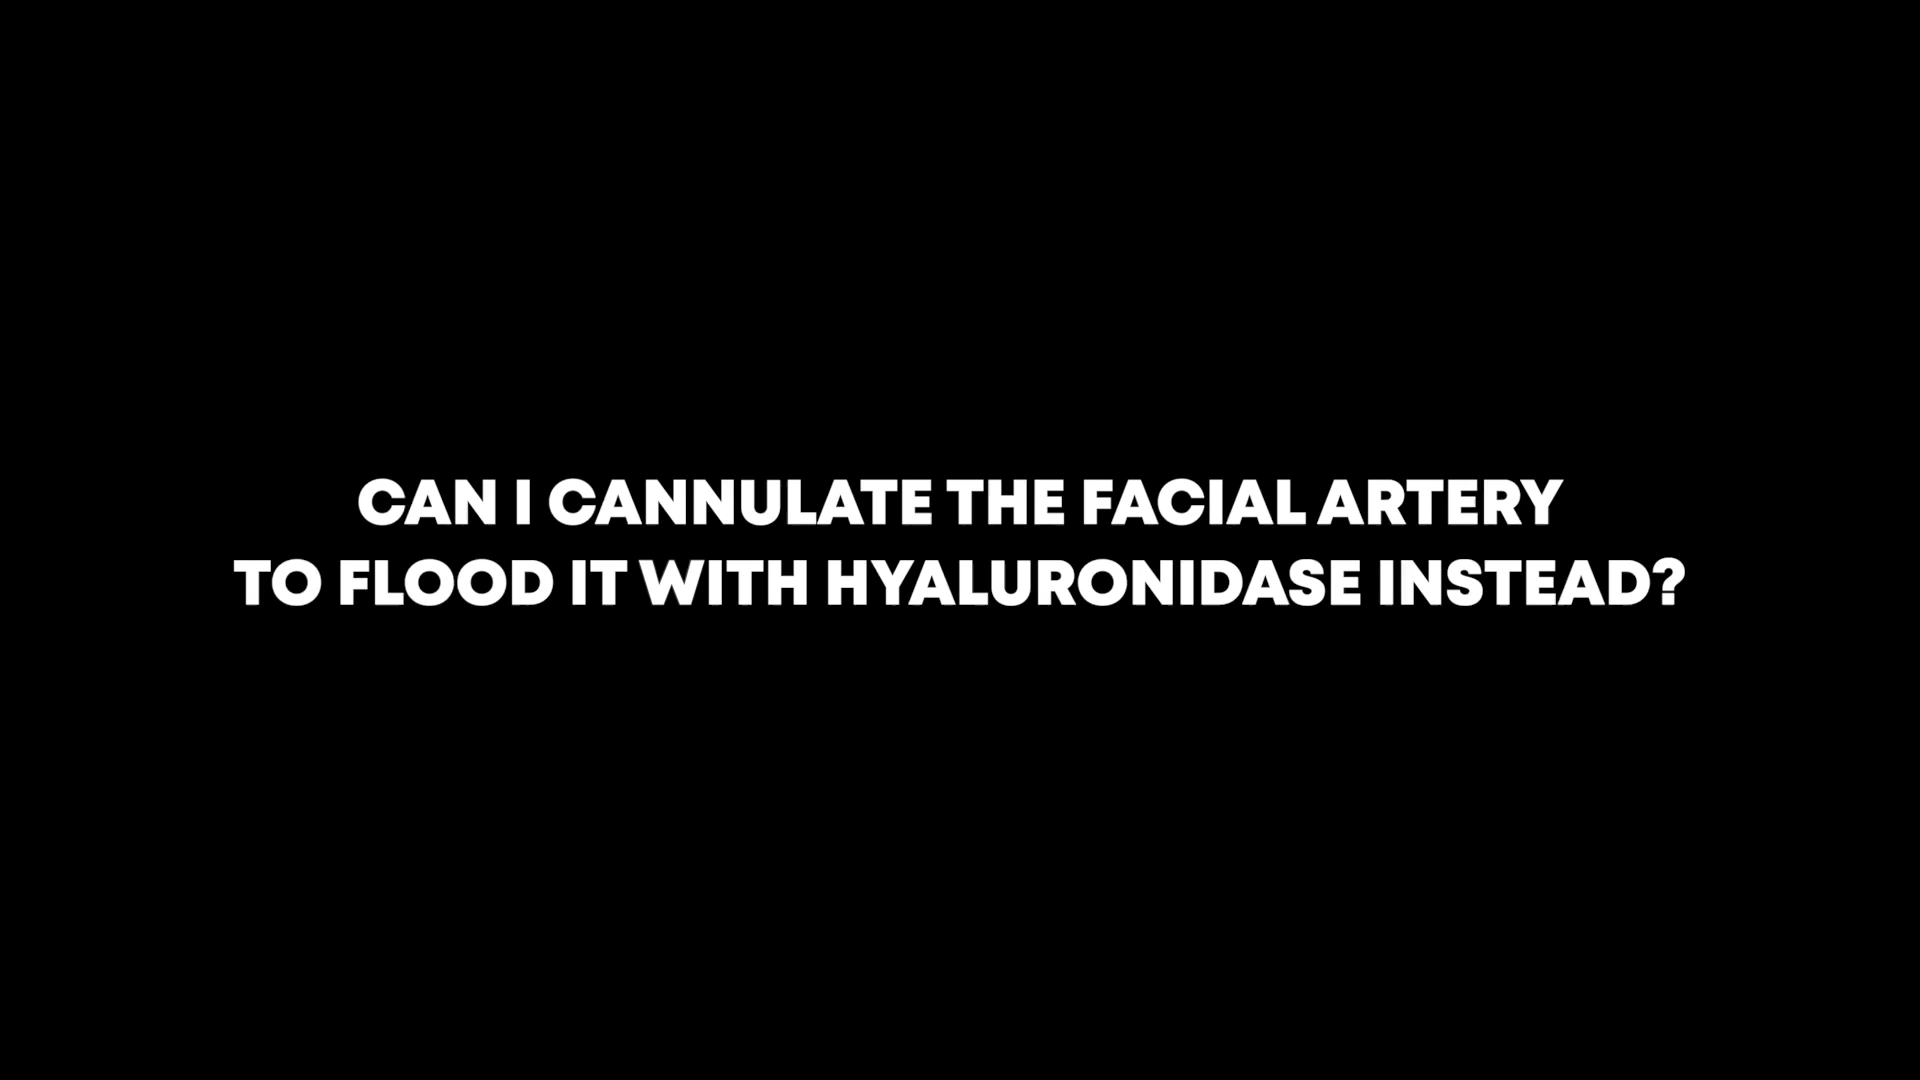 CAN I CANNULATE THE FACIAL ARTERY
TO FLOOD IT WITH HYALURONIDASE INSTEAD?